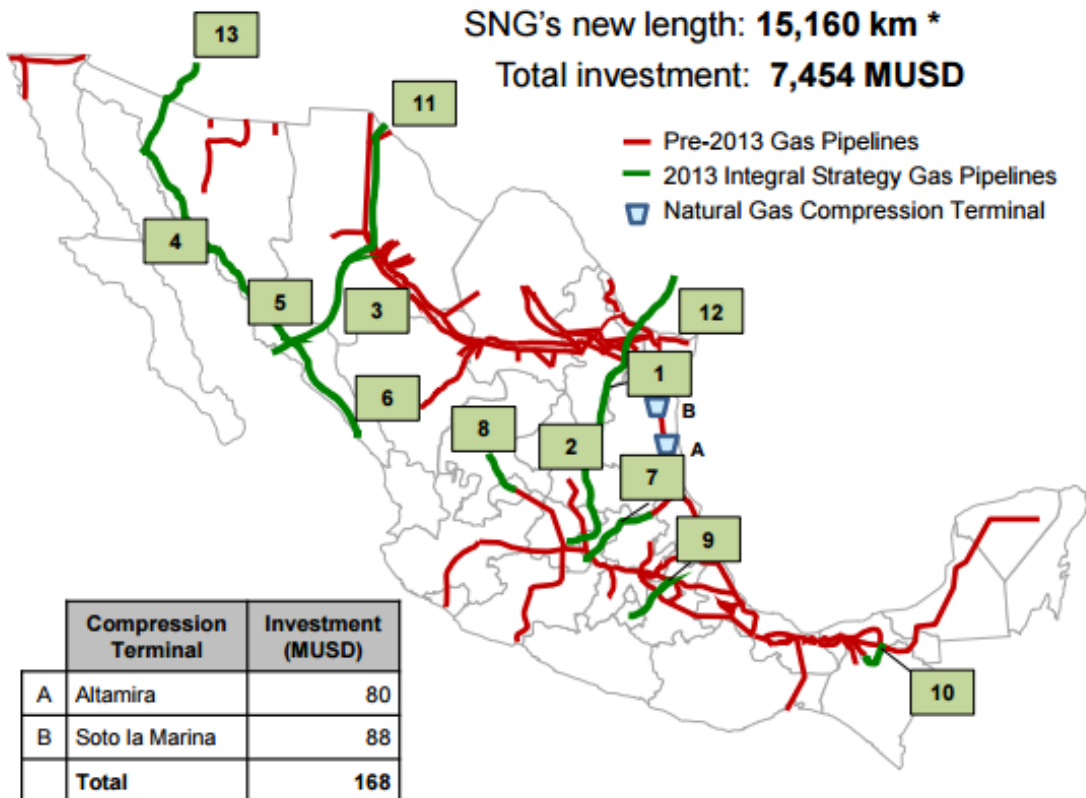 SNG's new length: 15,160 km *
Total investment: 7,454 MUSD
13
11
Pre-2013 Gas Pipelines
2013 Integral Strategy Gas Pipelines
Natural Gas Compression Terminal
4
5
3
12
1
6
B
8
2
A
7
9
10
Compression Terminal Investment (MUSD)
A Altamira 80
B Soto la Marina 88
Total 168